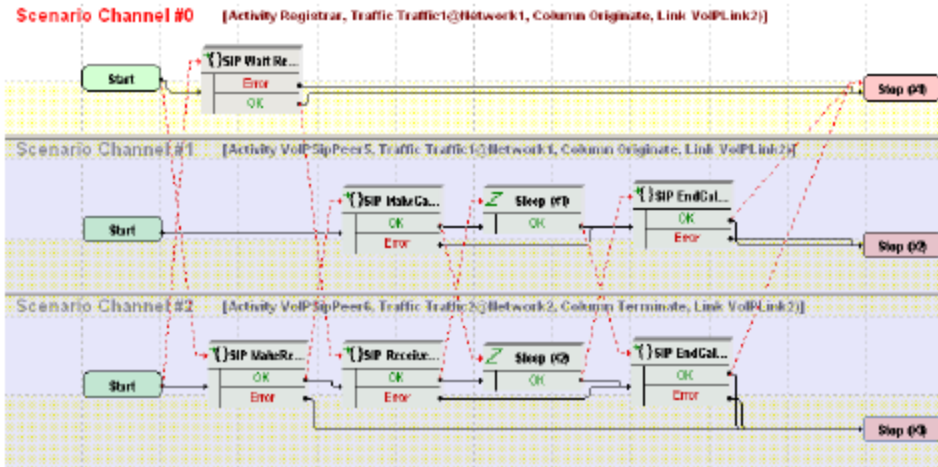 Scenario Channel #0 [Activity Registrar, Traffic Traffic1@Network1, Column Originate, Link VoIPLink2)]
Start
SIP Wait Re...
Error
OK
Stop (#1)
Scenario Channel #1 [Activity VoIPSipPeer5, Traffic Traffic1@Network1, Column Originate, Link VoIPLink2)]
Start
SIP MakeCa...
OK
Error
Sleep (#1)
OK
SIP EndCal...
OK
Error
Stop (#2)
Scenario Channel #2 [Activity VoIPSipPeer6, Traffic Traffic2@Network2, Column Terminate, Link VoIPLink2)]
Start
SIP MakeRe...
OK
Error
SIP Receive...
OK
Error
Sleep (#2)
OK
SIP EndCal...
OK
Error
Stop (#3)